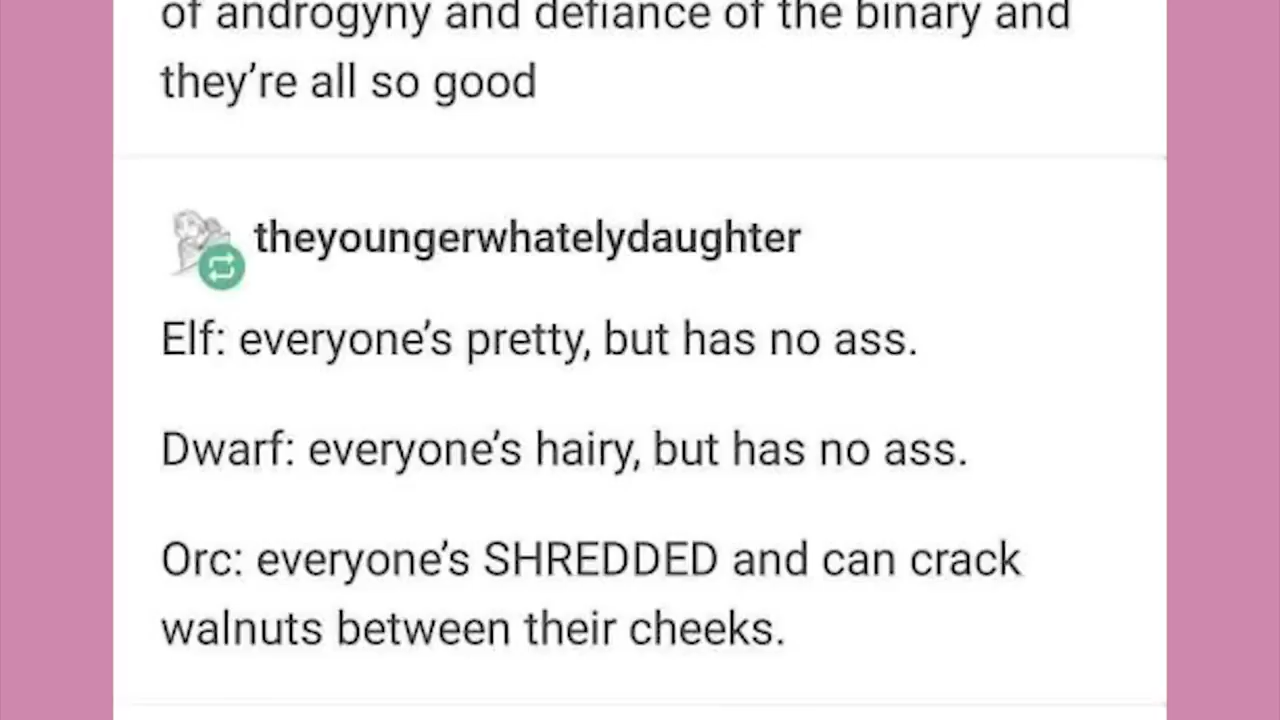 of androgyny and defiance of the binary and
they’re all so good
theyoungerwhatelydaughter
Elf: everyone’s pretty, but has no ass.
Dwarf: everyone’s hairy, but has no ass.
Orc: everyone’s SHREDDED and can crack
walnuts between their cheeks.